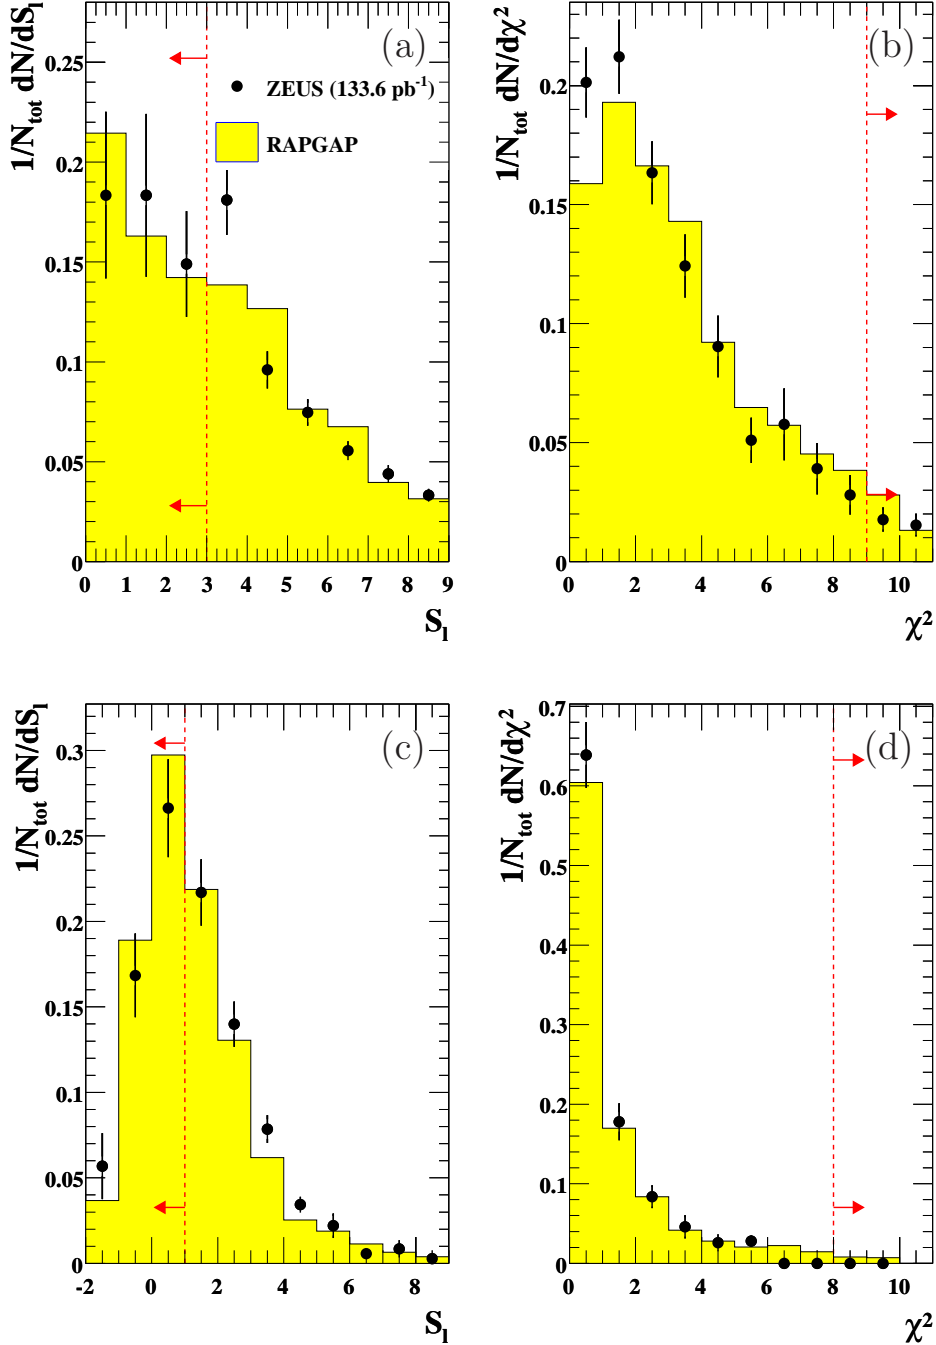 1/N_tot dN/dS_l
(a)
0.25
ZEUS (133.6 pb⁻¹)
RAPGAP
0.2
0.15
0.1
0.05
0
0 1 2 3 4 5 6 7 8 9
S_l
1/N_tot dN/dχ²
(b)
0.2
0.15
0.1
0.05
0
0 2 4 6 8 10
χ²
1/N_tot dN/dS_l
(c)
0.3
0.25
0.2
0.15
0.1
0.05
0
-2 0 2 4 6 8
S_l
1/N_tot dN/dχ²
(d)
0.7
0.6
0.5
0.4
0.3
0.2
0.1
0
0 2 4 6 8 10
χ²